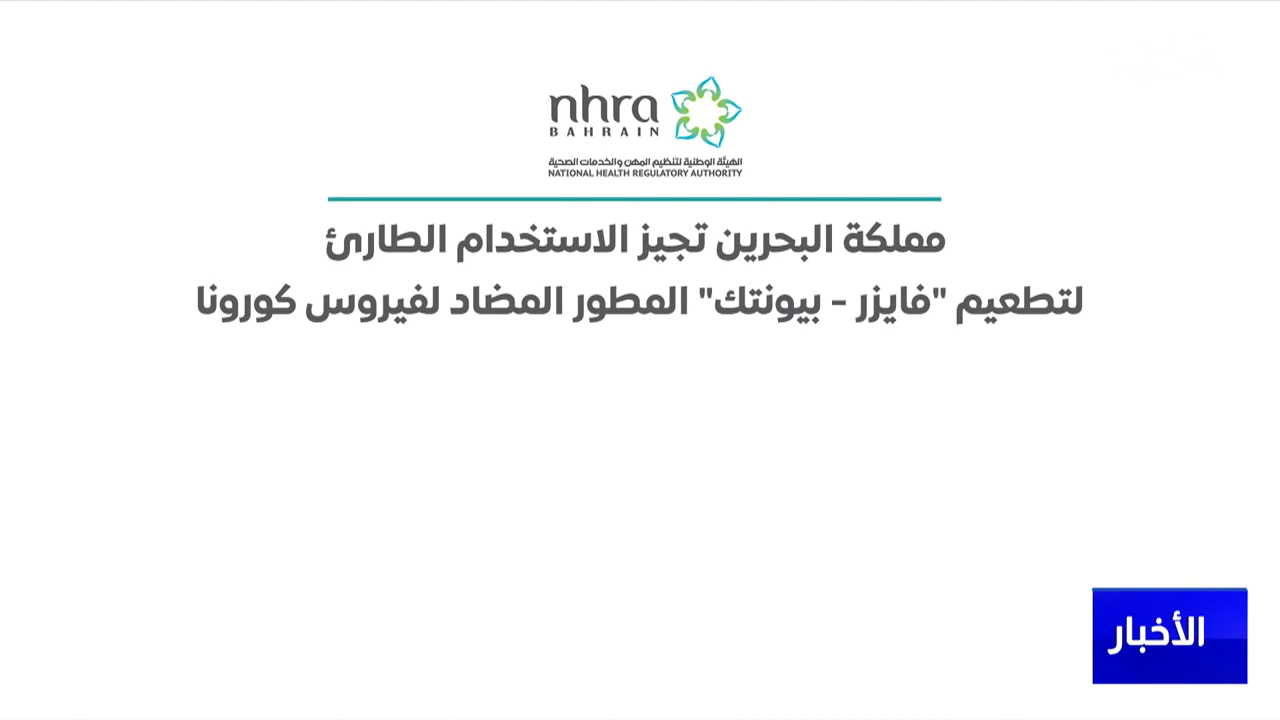 nhra
BAHRAIN
الهيئة الوطنية لتنظيم المهن والخدمات الصحية
NATIONAL HEALTH REGULATORY AUTHORITY
مملكة البحرين تجيز الاستخدام الطارئ
لتطعيم "فايزر - بيونتك" المطور المضاد لفيروس كورونا
الأخبار